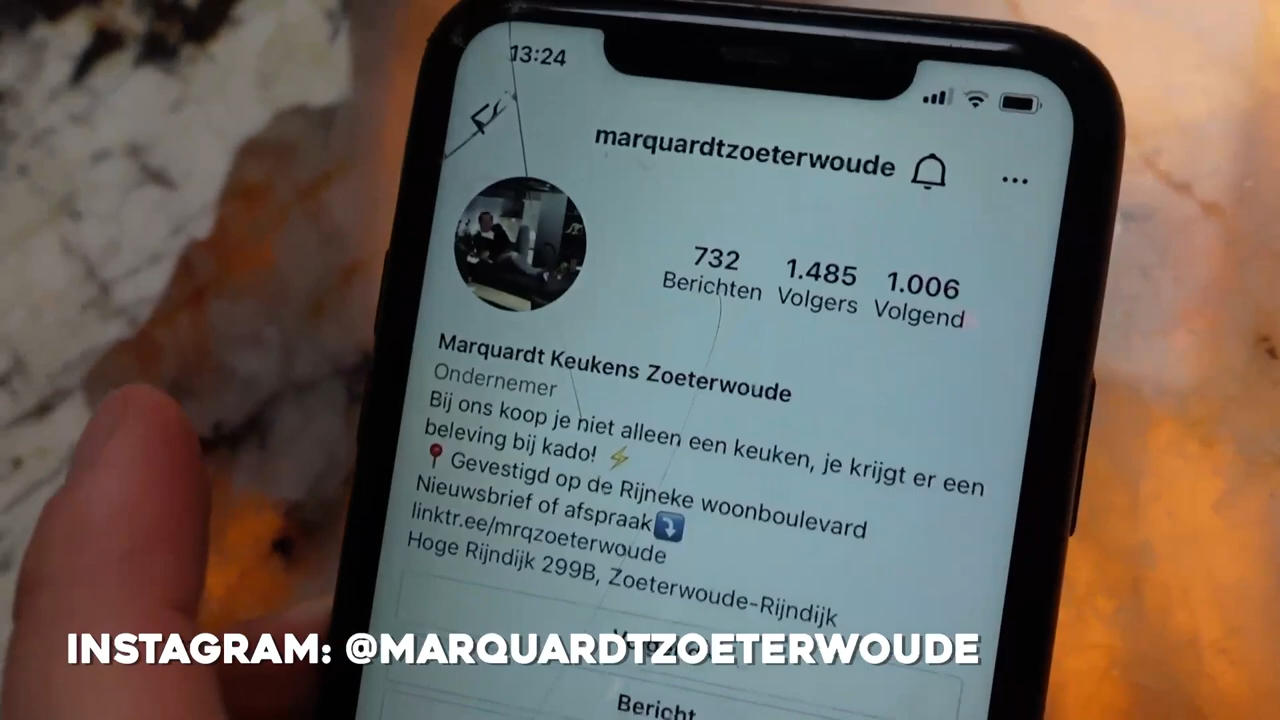 13:24
marquardtzoeterwoude
732 1.485 1.006
Berichten Volgers Volgend
Marquardt Keukens Zoeterwoude
Ondernemer
Bij ons koop je niet alleen een keuken, je krijgt er een
beleving bij kado! ⚡
📍 Gevestigd op de Rijneke woonboulevard
Nieuwsbrief of afspraak⤵️
linktr.ee/mrqzoeterwoude
Hoge Rijndijk 299B, Zoeterwoude-Rijndijk
INSTAGRAM: @MARQUARDTZOETERWOUDE
Bericht